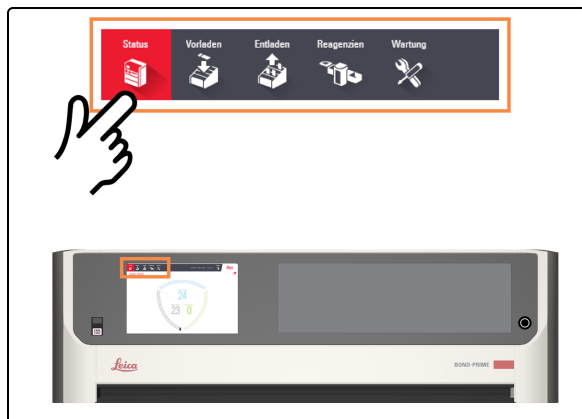 Status Vorladen Entladen Reagenzien Wartung
24
23 0
Leica BOND-PRIME